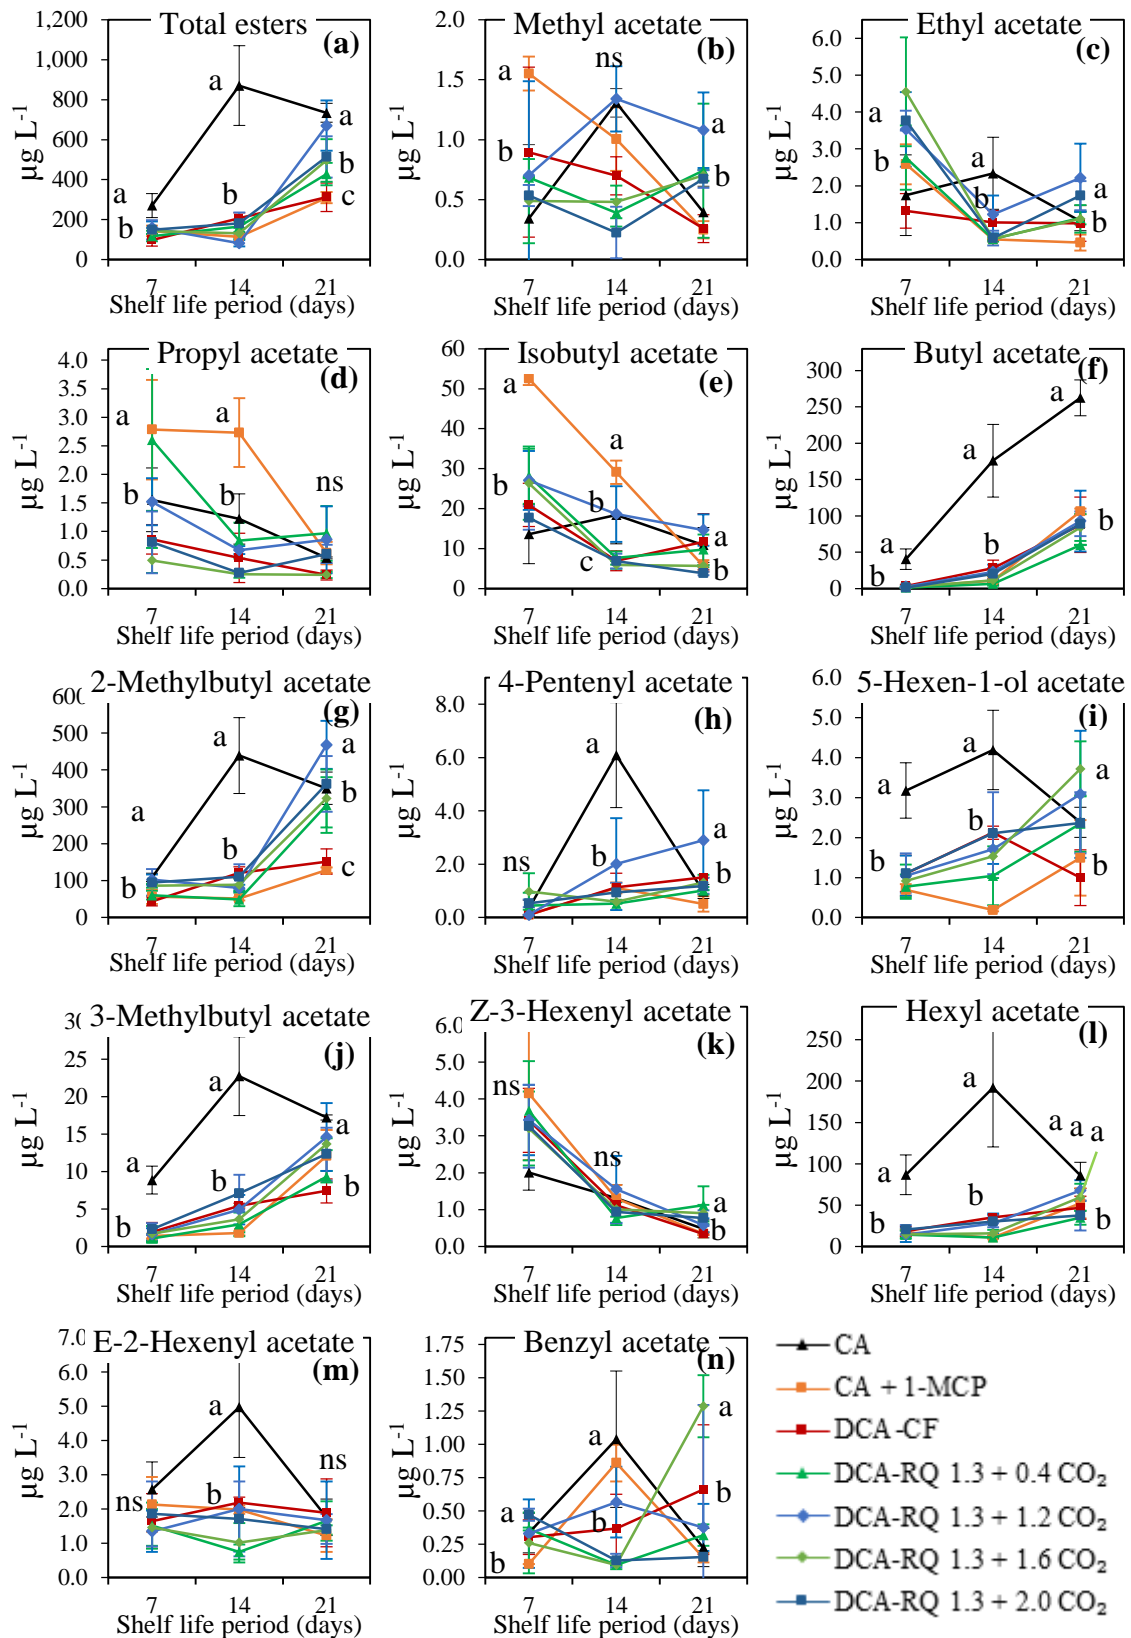 Total esters
(a)
1,200
1,000
800
600
400
200
0
µg L-1
a
a
a
b
b
b
c
7 14 21
Shelf life period (days)
Methyl acetate
(b)
2.0
1.5
1.0
0.5
0.0
µg L-1
a
ns
a
b
b
7 14 21
Shelf life period (days)
Ethyl acetate
(c)
6.0
5.0
4.0
3.0
2.0
1.0
0.0
µg L-1
a
a
a
b
b
b
7 14 21
Shelf life period (days)
Propyl acetate
(d)
4.0
3.5
3.0
2.5
2.0
1.5
1.0
0.5
0.0
µg L-1
a
a
ns
b
b
7 14 21
Shelf life period (days)
Isobutyl acetate
(e)
60
50
40
30
20
10
0
µg L-1
a
a
b
b
a
c
b
7 14 21
Shelf life period (days)
Butyl acetate
(f)
300
250
200
150
100
50
0
µg L-1
a
a
a
b
b
b
7 14 21
Shelf life period (days)
2-Methylbutyl acetate
(g)
600
500
400
300
200
100
0
µg L-1
a
a
a
b
b
b
c
7 14 21
Shelf life period (days)
4-Pentenyl acetate
(h)
8.0
6.0
4.0
2.0
0.0
µg L-1
a
a
ns
b
b
7 14 21
Shelf life period (days)
5-Hexen-1-ol acetate
(i)
6.0
5.0
4.0
3.0
2.0
1.0
0.0
µg L-1
a
a
a
b
b
b
7 14 21
Shelf life period (days)
3-Methylbutyl acetate
(j)
30
25
20
15
10
5
0
µg L-1
a
a
a
b
b
b
7 14 21
Shelf life period (days)
Z-3-Hexenyl acetate
(k)
6.0
5.0
4.0
3.0
2.0
1.0
0.0
µg L-1
ns
ns
a
b
7 14 21
Shelf life period (days)
Hexyl acetate
(l)
250
200
150
100
50
0
µg L-1
a
a
a a a
b
b
b
7 14 21
Shelf life period (days)
E-2-Hexenyl acetate
(m)
7.0
6.0
5.0
4.0
3.0
2.0
1.0
0.0
µg L-1
a
ns
ns
b
7 14 21
Shelf life period (days)
Benzyl acetate
(n)
1.75
1.50
1.25
1.00
0.75
0.50
0.25
0.00
µg L-1
a
a
a
b
b
b
7 14 21
Shelf life period (days)
CA
CA + 1-MCP
DCA-CF
DCA-RQ 1.3 + 0.4 CO₂
DCA-RQ 1.3 + 1.2 CO₂
DCA-RQ 1.3 + 1.6 CO₂
DCA-RQ 1.3 + 2.0 CO₂